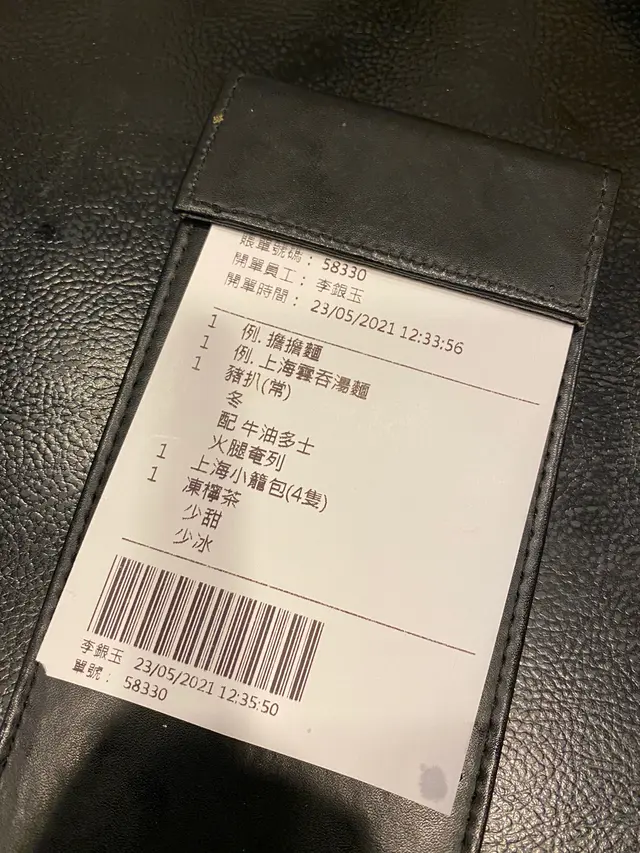 賬單號碼： 58330
開單員工： 李銀玉
開單時間： 23/05/2021 12:33:56
1 例.擔擔麵
1 例.上海雲吞湯麵
1 豬扒(常)
冬
配 牛油多士
火腿奄列
1 上海小籠包(4隻)
1 凍檸茶
少甜
少冰
李銀玉 23/05/2021 12:35:50
單號： 58330